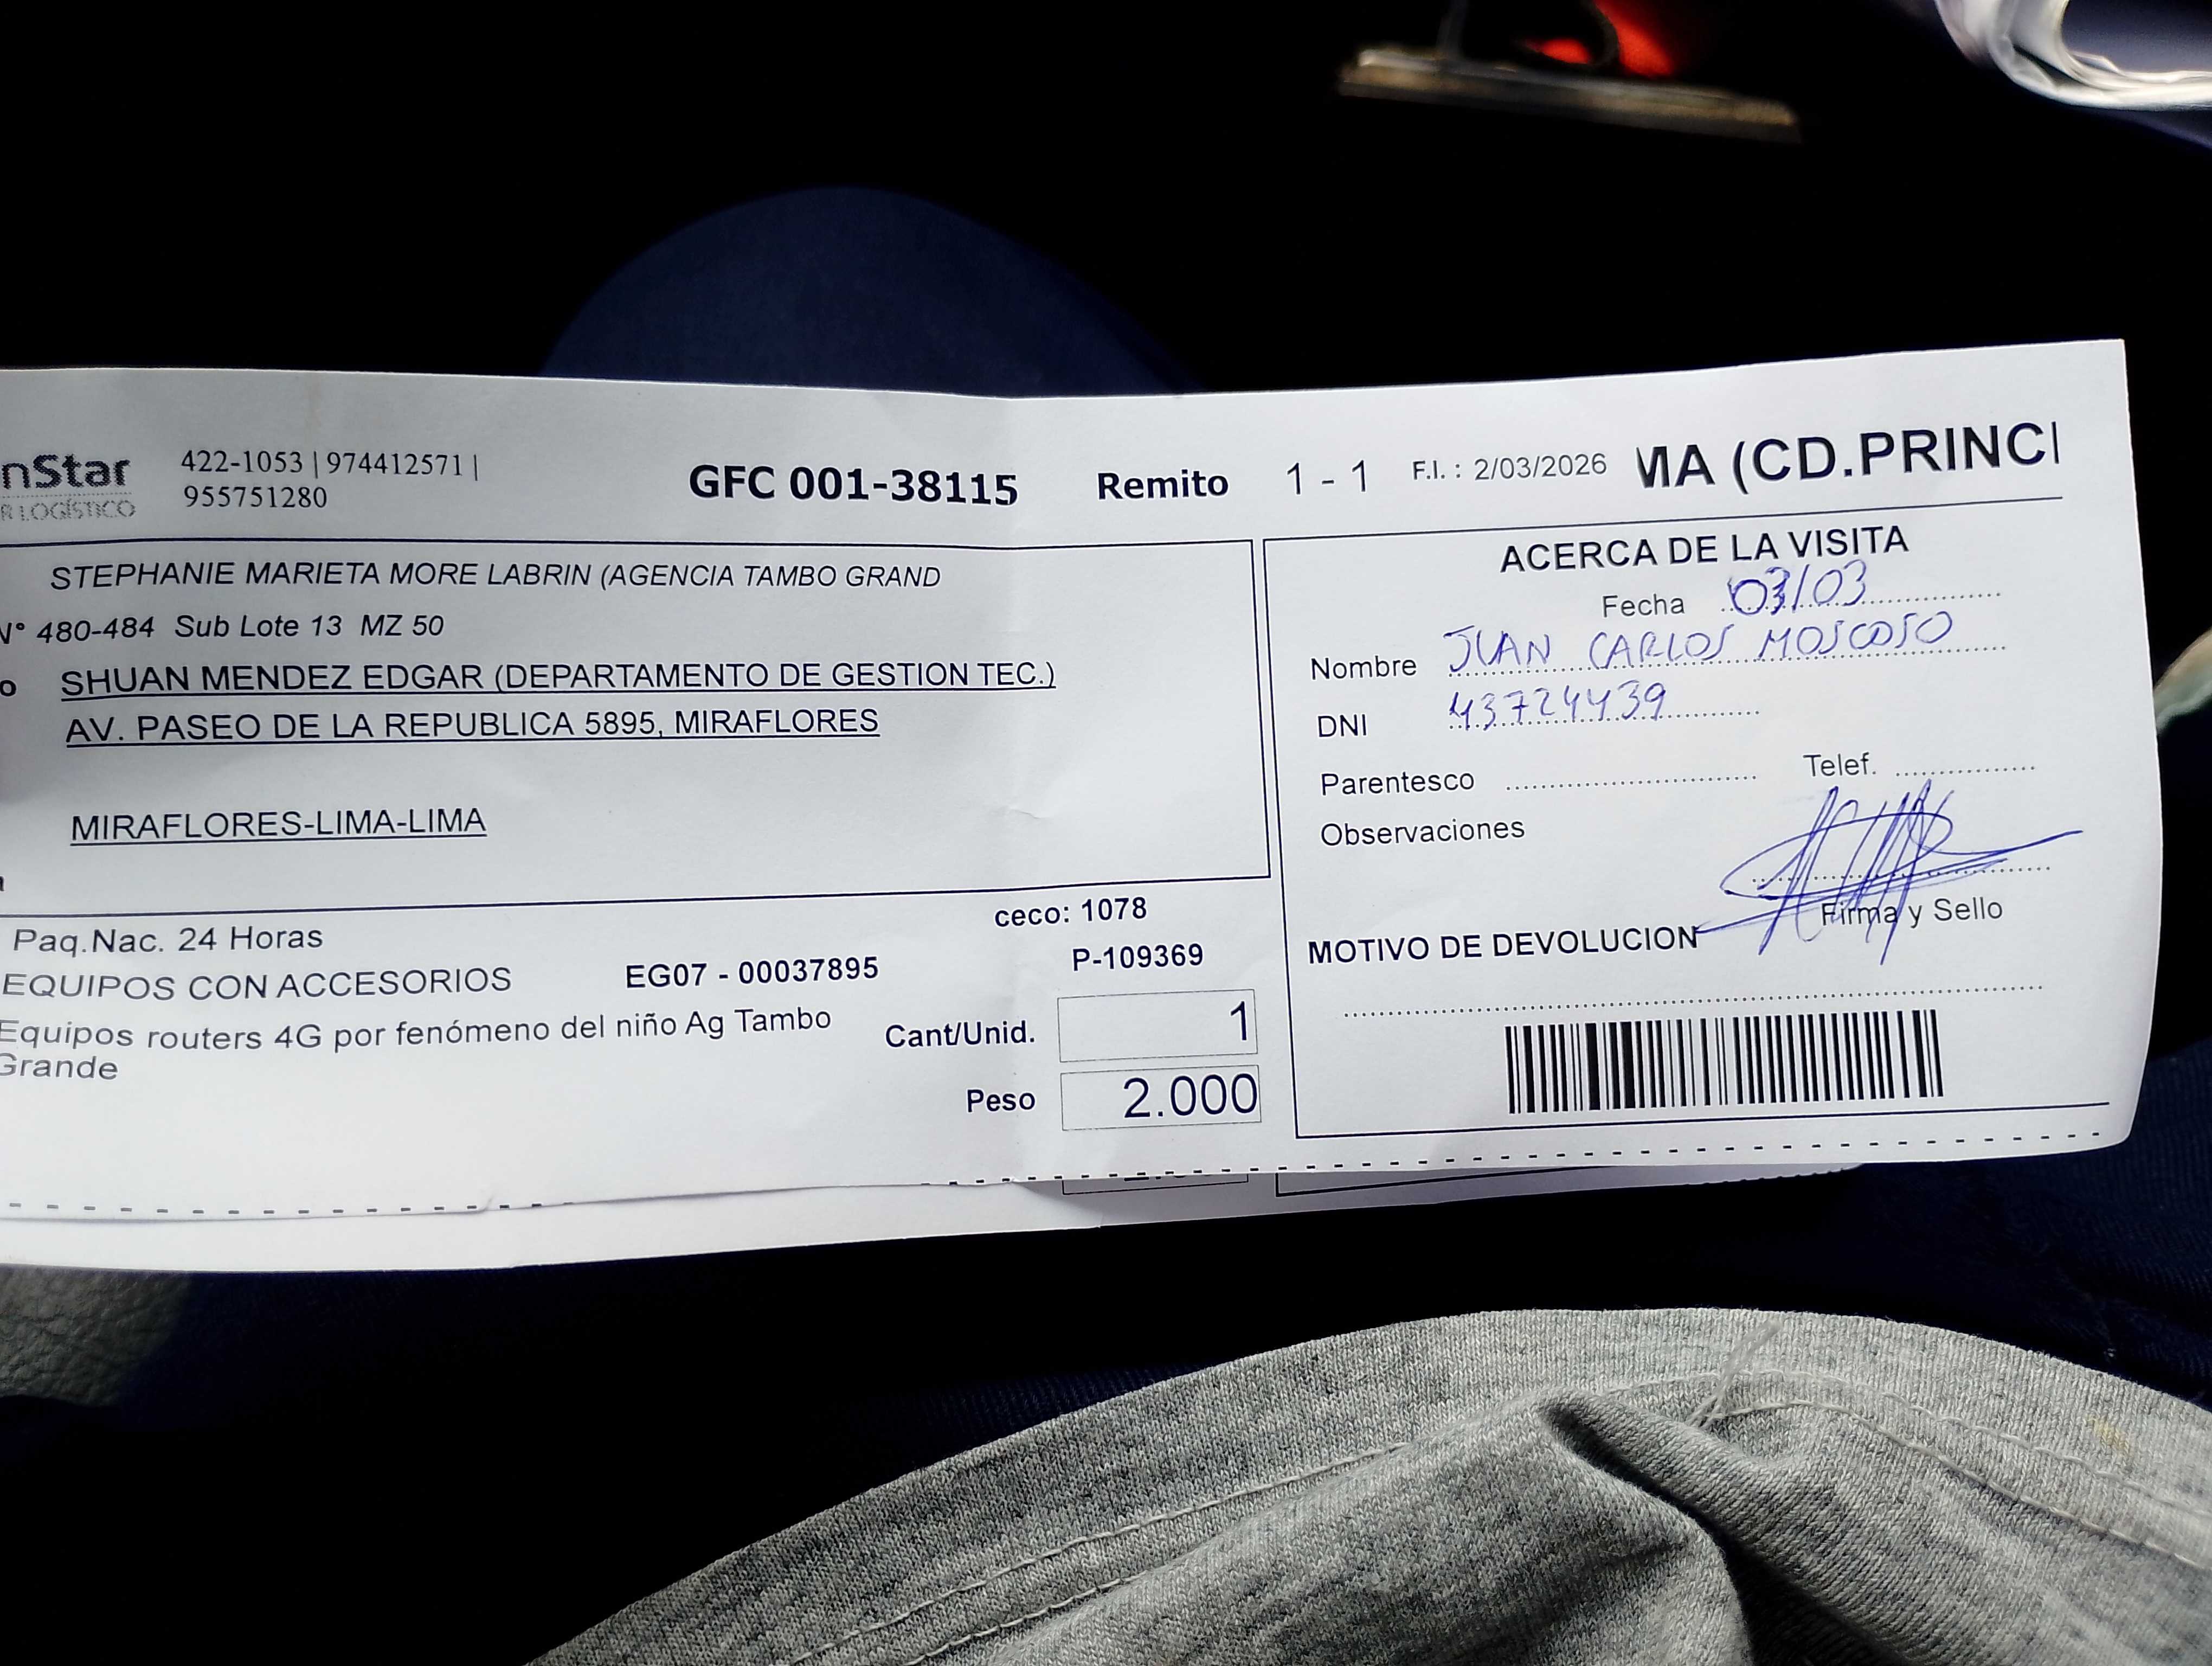 nStar
R LOGÍSTICO
422-1053 | 974412571 |
955751280
GFC 001-38115 Remito 1 - 1 F.I. : 2/03/2026 MA (CD.PRINCI
STEPHANIE MARIETA MORE LABRIN (AGENCIA TAMBO GRAND
N° 480-484 Sub Lote 13 MZ 50
o SHUAN MENDEZ EDGAR (DEPARTAMENTO DE GESTION TEC.)
AV. PASEO DE LA REPUBLICA 5895, MIRAFLORES
MIRAFLORES-LIMA-LIMA
ceco: 1078
Paq.Nac. 24 Horas
P-109369
EQUIPOS CON ACCESORIOS EG07 - 00037895
Equipos routers 4G por fenómeno del niño Ag Tambo
Grande
Cant/Unid. 1
Peso 2.000
ACERCA DE LA VISITA
Fecha 03/03
Nombre JUAN CARLOS MOSCOSO
DNI 43724439
Parentesco Telef.
Observaciones
Firma y Sello
MOTIVO DE DEVOLUCION